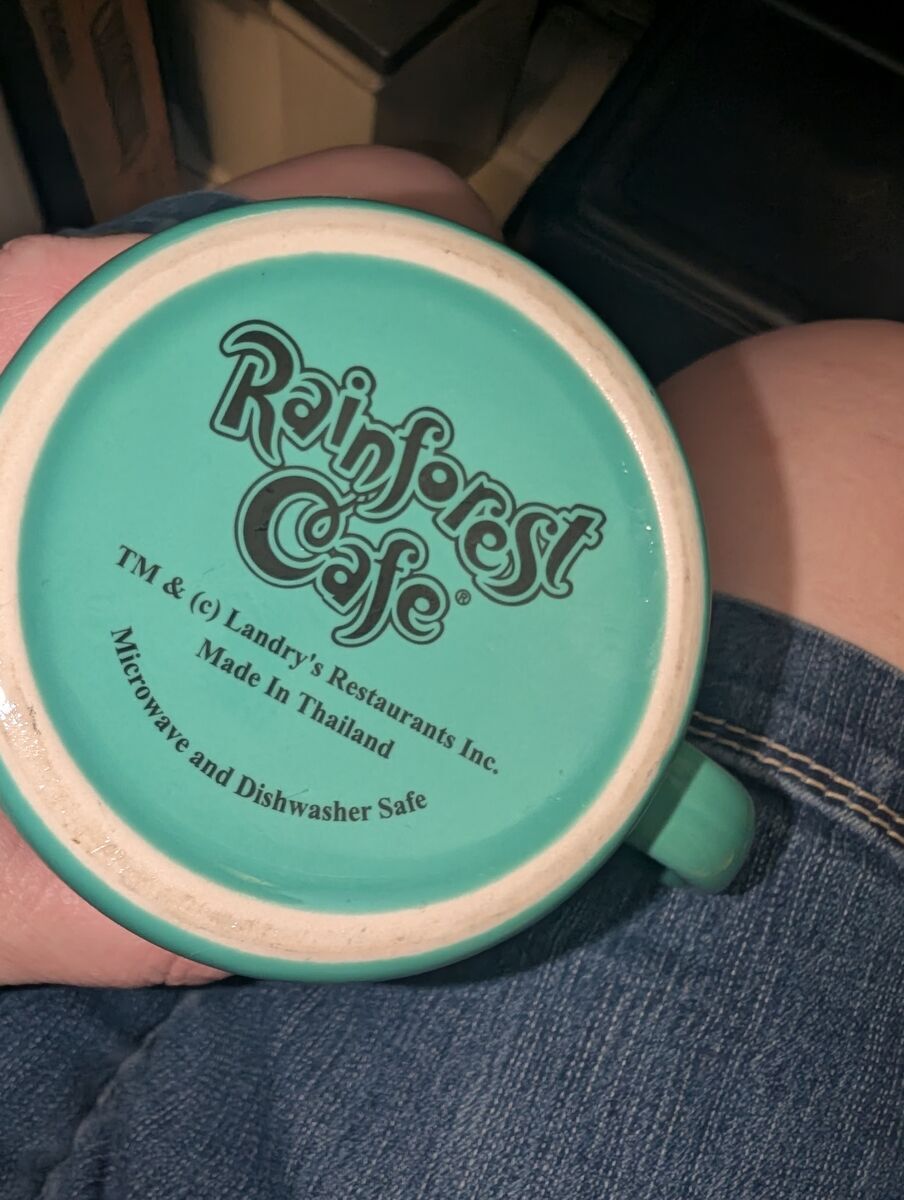 Rainforest
Cafe®
TM & (c) Landry's Restaurants Inc.
Made In Thailand
Microwave and Dishwasher Safe